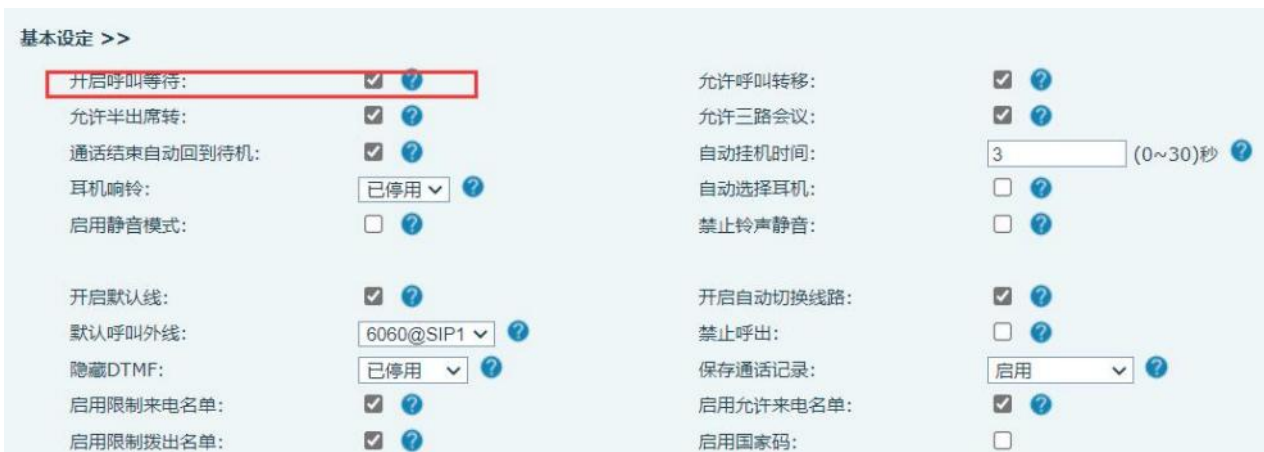 基本设定 >>
开启呼叫等待: 允许呼叫转移:
允许半出席转: 允许三路会议:
通话结束自动回到待机: 自动挂机时间: 3 (0~30)秒
耳机响铃: 已停用 自动选择耳机:
启用静音模式: 禁止铃声静音:
开启默认线: 开启自动切换线路:
默认呼叫外线: 6060@SIP1 禁止呼出:
隐藏DTMF: 已停用 保存通话记录: 启用
启用限制来电名单: 启用允许来电名单:
启用限制拨出名单: 启用国家码: